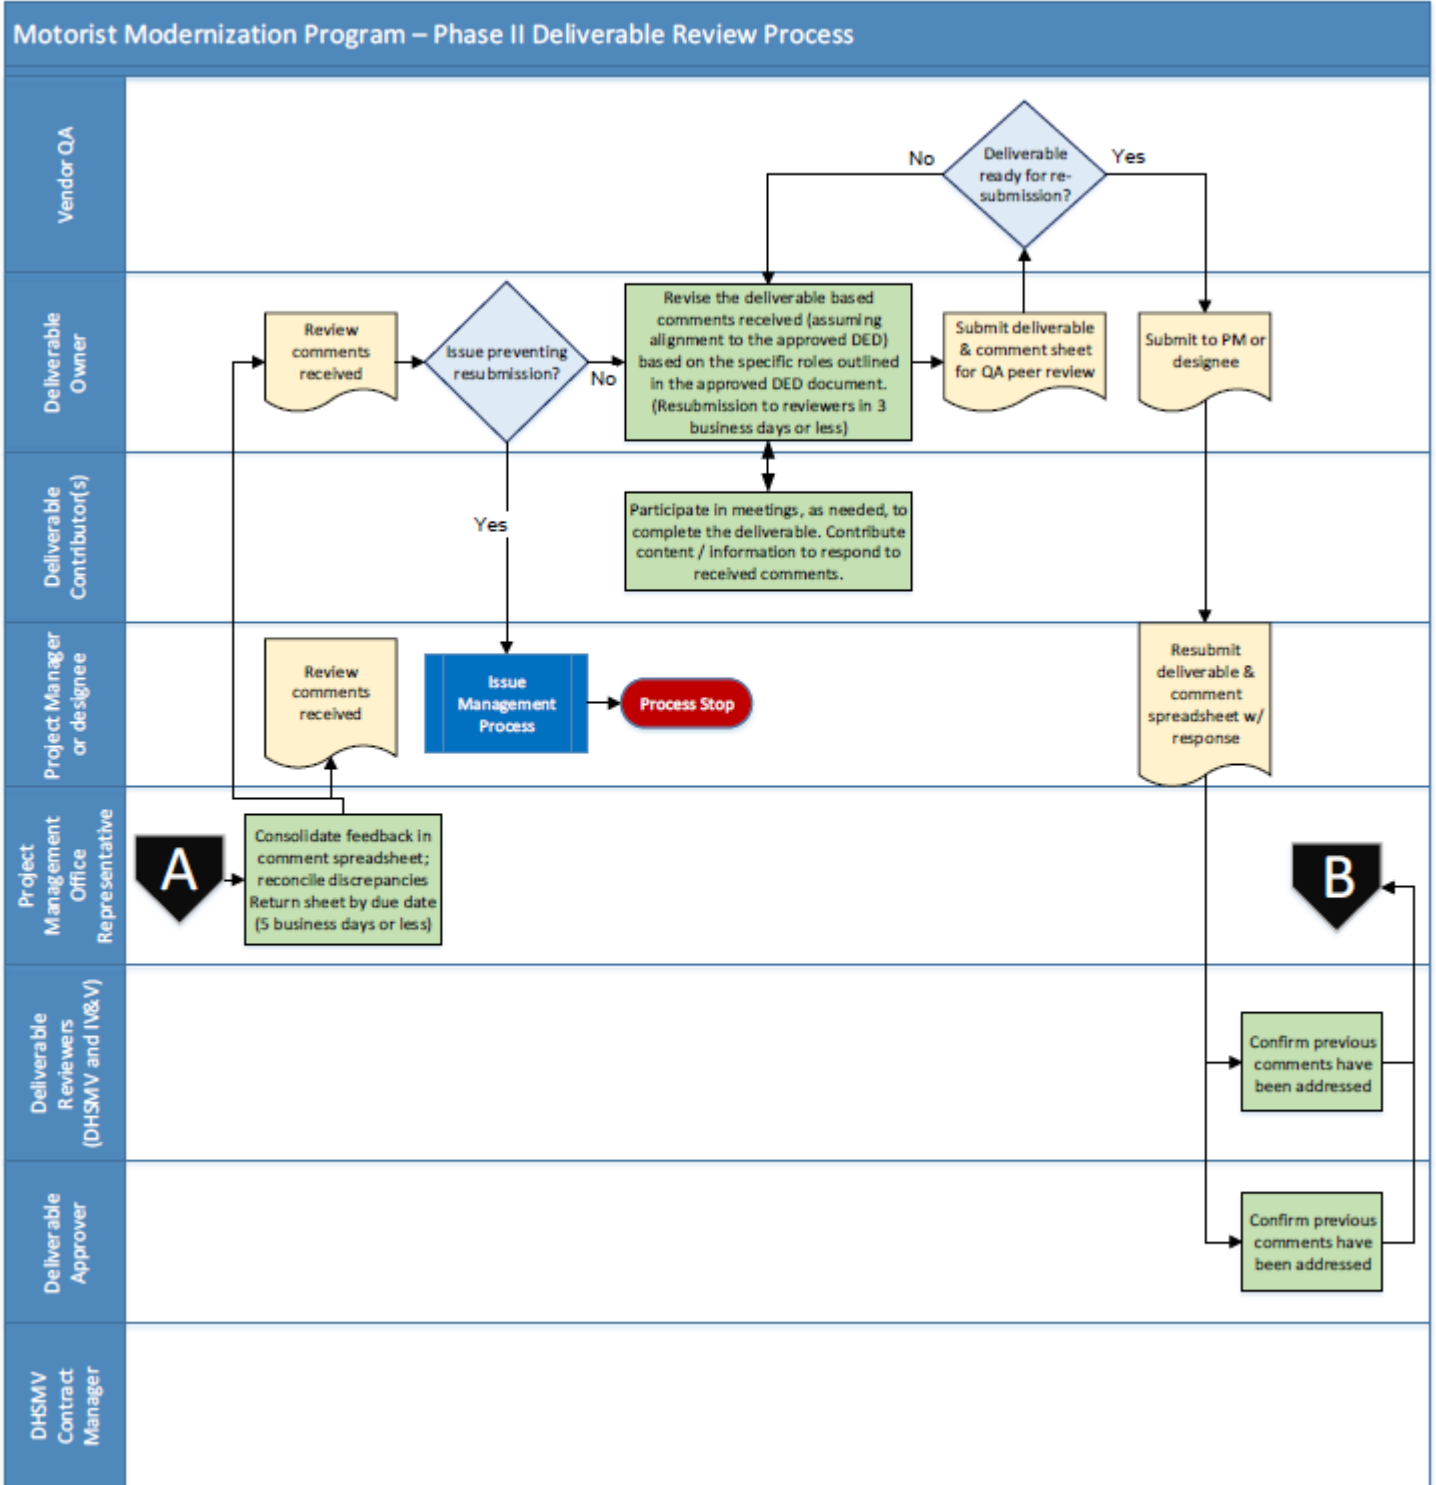 Motorist Modernization Program – Phase II Deliverable Review Process
Vendor QA
Deliverable
ready for re-
submission?
No
Yes
Deliverable
Owner
Review
comments
received
Issue preventing
resubmission?
No
Yes
Revise the deliverable based
comments received (assuming
alignment to the approved DED)
based on the specific roles outlined
in the approved DED document.
(Resubmission to reviewers in 3
business days or less)
Submit deliverable
& comment sheet
for QA peer review
Submit to PM or
designee
Deliverable
Contributor(s)
Participate in meetings, as needed, to
complete the deliverable. Contribute
content / information to respond to
received comments.
Project Manager
or designee
Review
comments
received
Issue
Management
Process
Process Stop
Resubmit
deliverable &
comment
spreadsheet w/
response
Project
Management
Office
Representative
A
Consolidate feedback in
comment spreadsheet;
reconcile discrepancies
Return sheet by due date
(5 business days or less)
B
Deliverable
Reviewers
(DHSMV and IV&V)
Confirm previous
comments have
been addressed
Deliverable
Approver
Confirm previous
comments have
been addressed
DHSMV
Contract
Manager